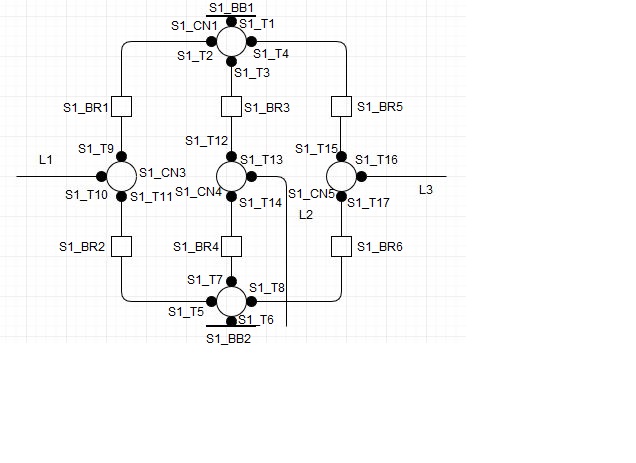 S1_BB1
S1_CN1
S1_T1
S1_T2
S1_T4
S1_T3
S1_BR1
S1_BR3
S1_BR5
S1_T12
S1_T9
S1_T13
S1_T15
S1_T16
L1
S1_CN3
S1_CN4
S1_CN5
L3
S1_T10
S1_T11
S1_T14
S1_T17
L2
S1_BR2
S1_BR4
S1_BR6
S1_T7
S1_T8
S1_T5
S1_T6
S1_BB2